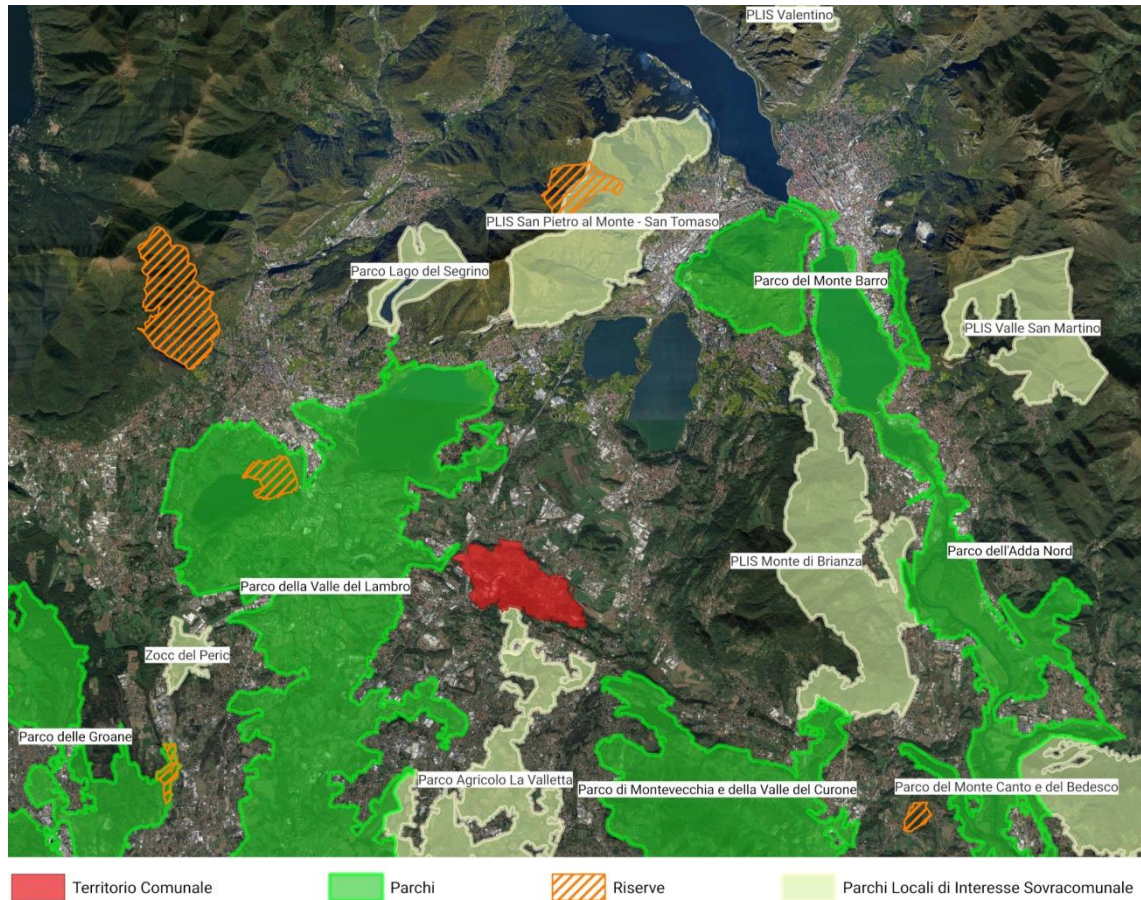 PLIS Valentino
PLIS San Pietro al Monte - San Tomaso
Parco Lago del Segrino
Parco del Monte Barro
PLIS Valle San Martino
Parco dell'Adda Nord
PLIS Monte di Brianza
Parco della Valle del Lambro
Zocc del Peric
Parco delle Groane
Parco Agricolo La Valletta
Parco di Montevecchia e della Valle del Curone
Parco del Monte Canto e del Bedesco
Territorio Comunale
Parchi
Riserve
Parchi Locali di Interesse Sovracomunale